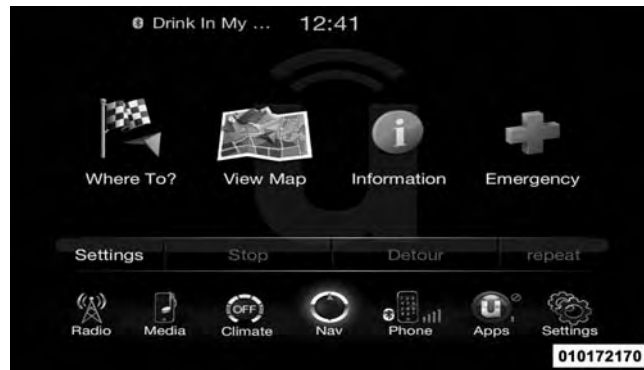 Drink In My ... 12:41
Where To? View Map Information Emergency
Settings Stop Detour repeat
OFF
Radio Media Climate Nav Phone Apps Settings
010172170